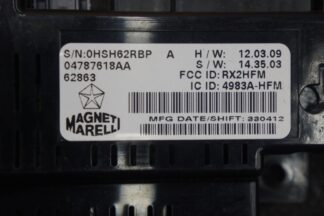 S/N:0HSH62RBP A H/W: 12.03.09
04787618AA S/W: 14.35.03
62863 FCC ID: RX2HFM
IC ID: 4983A-HFM
MAGNETI
MARELLI
MFG DATE/SHIFT: 330412